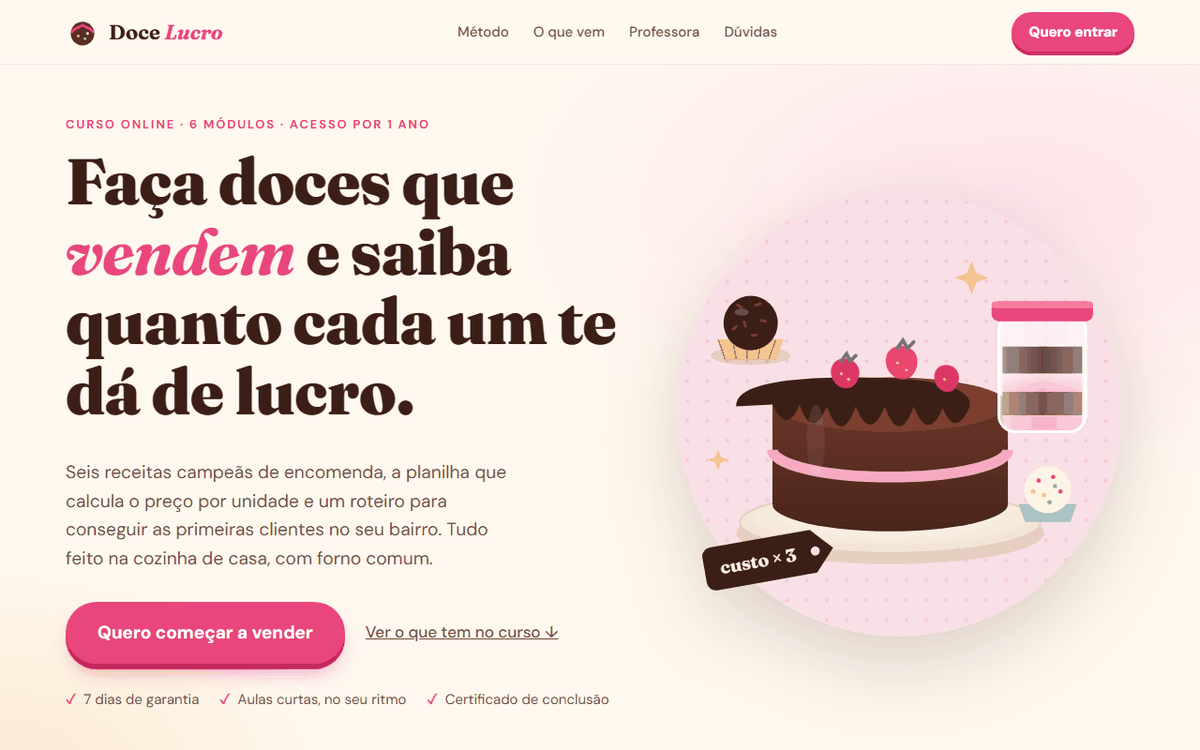 Doce Lucro
Método
O que vem
Professora
Dúvidas
Quero entrar
CURSO ONLINE · 6 MÓDULOS · ACESSO POR 1 ANO
Faça doces que
vendem e saiba
quanto cada um te
dá de lucro.
Seis receitas campeãs de encomenda, a planilha que
calcula o preço por unidade e um roteiro para
conseguir as primeiras clientes no seu bairro. Tudo
feito na cozinha de casa, com forno comum.
Quero começar a vender
Ver o que tem no curso ↓
✓ 7 dias de garantia
✓ Aulas curtas, no seu ritmo
✓ Certificado de conclusão
custo × 3